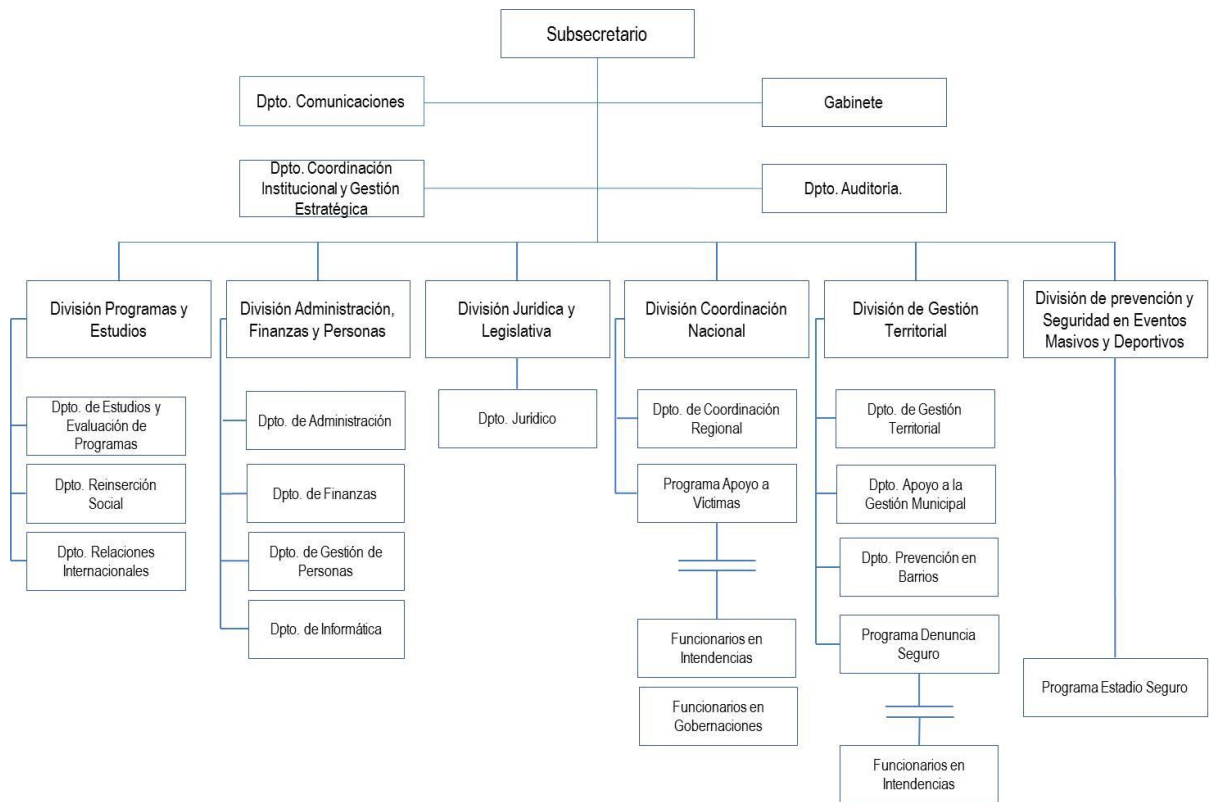 Subsecretario
Dpto. Comunicaciones
Gabinete
Dpto. Coordinación
Institucional y Gestión
Estratégica
Dpto. Auditoria.
División Programas y
Estudios
División Administración,
Finanzas y Personas
División Jurídica y
Legislativa
División Coordinación
Nacional
División de Gestión
Territorial
División de prevención y
Seguridad en Eventos
Masivos y Deportivos
Dpto. de Estudios y
Evaluación de
Programas
Dpto. Reinserción
Social
Dpto. Relaciones
Internacionales
Dpto. de Administración
Dpto. de Finanzas
Dpto. de Gestión de
Personas
Dpto. de Informática
Dpto. Jurídico
Dpto. de Coordinación
Regional
Programa Apoyo a
Víctimas
Funcionarios en
Intendencias
Funcionarios en
Gobernaciones
Dpto. de Gestión
Territorial
Dpto. Apoyo a la
Gestión Municipal
Dpto. Prevención en
Barrios
Programa Denuncia
Seguro
Funcionarios en
Intendencias
Programa Estadio Seguro